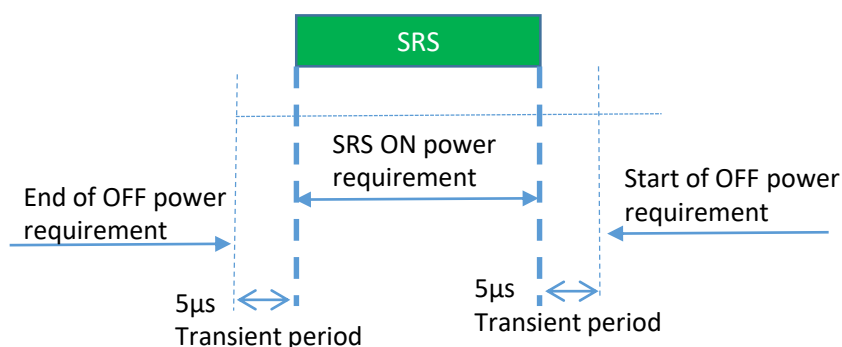 SRS
SRS ON power
requirement
End of OFF power
requirement
Start of OFF power
requirement
5µs
Transient period
5µs
Transient period